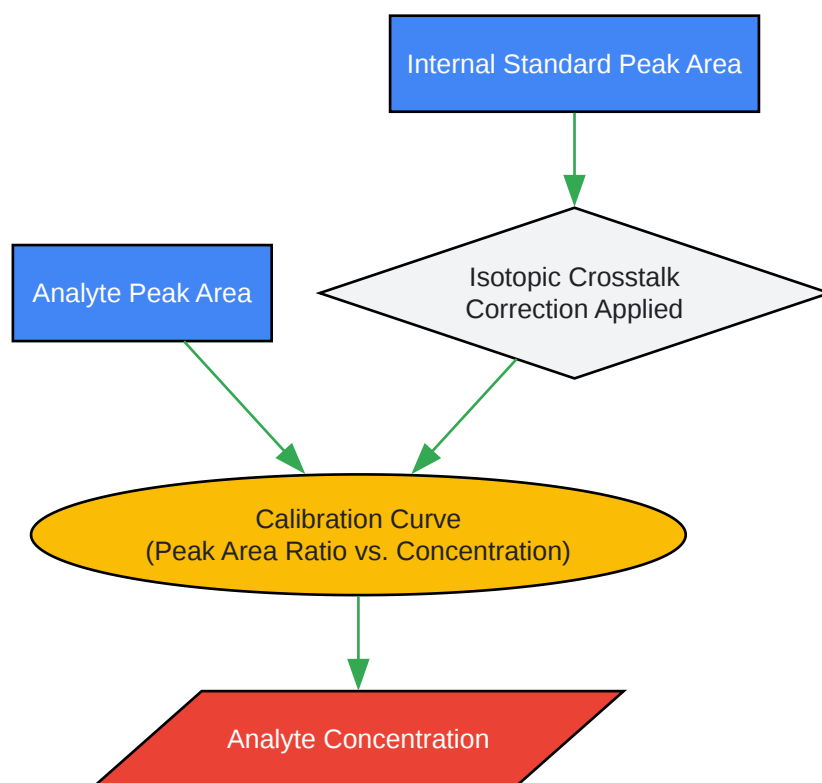 Internal Standard Peak Area
Analyte Peak Area
Isotopic Crosstalk
Correction Applied
Calibration Curve
(Peak Area Ratio vs. Concentration)
Analyte Concentration